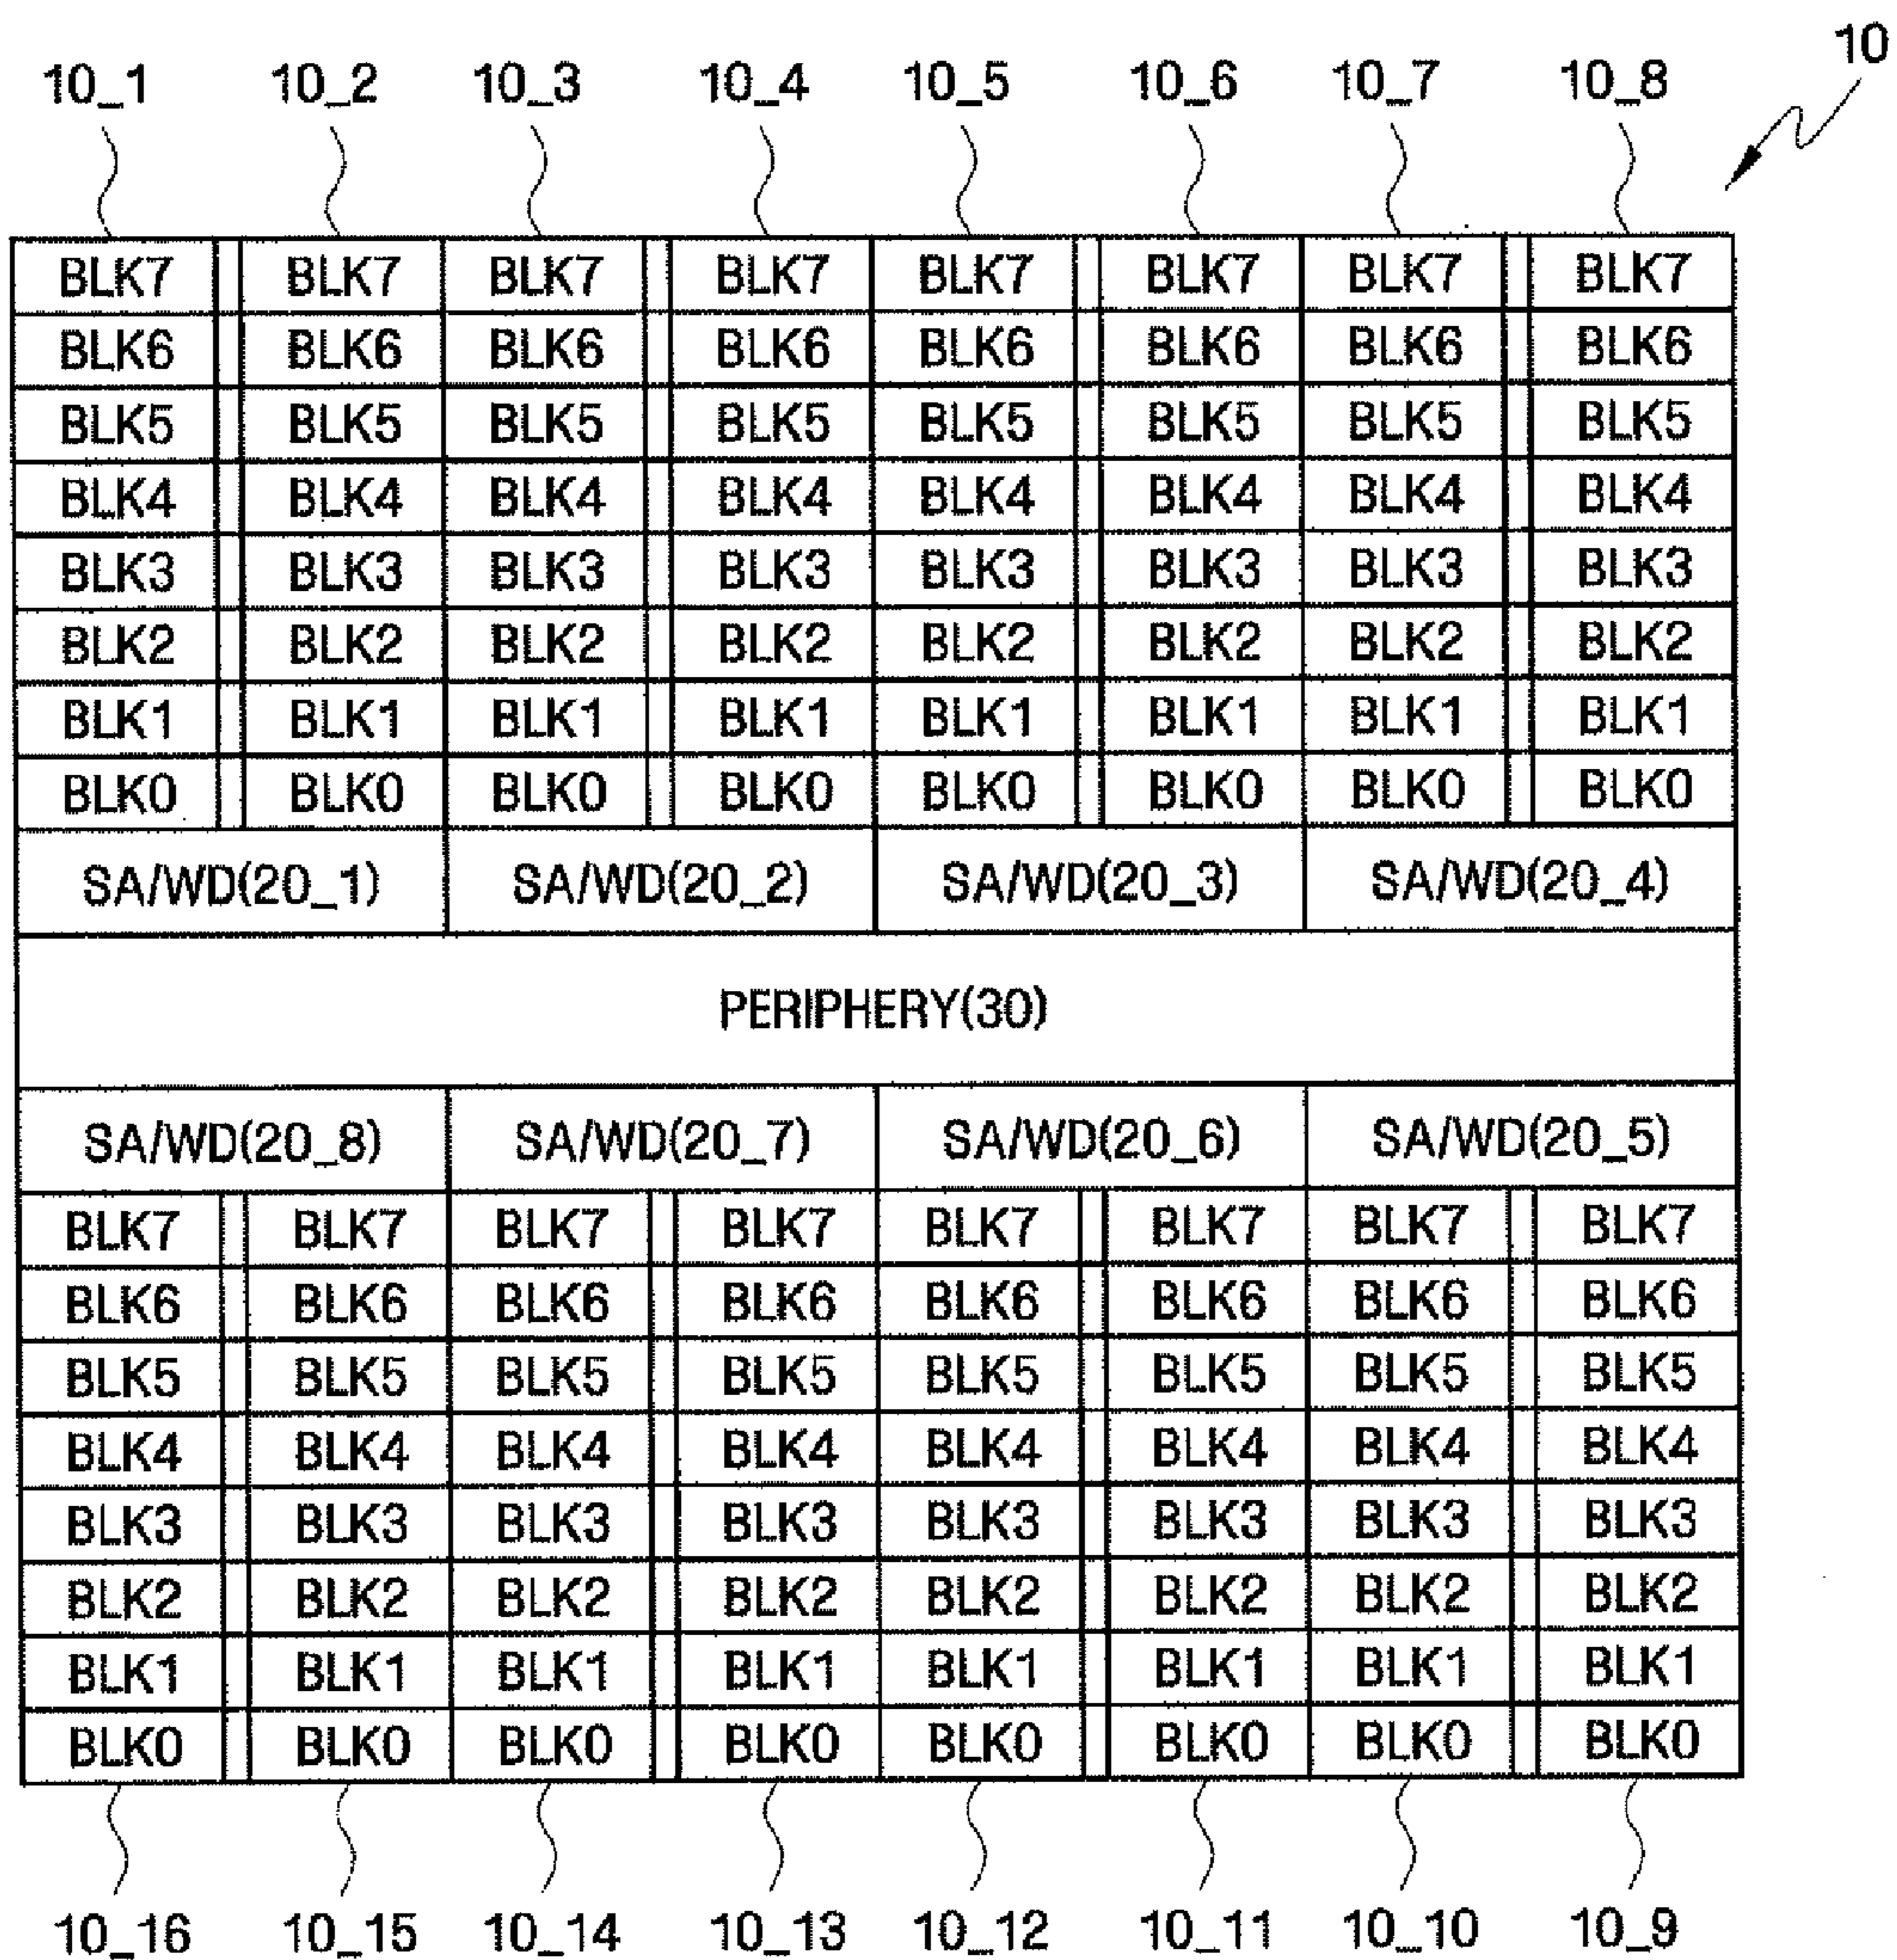 10
10_1 10_2 10_3 10_4 10_5 10_6 10_7 10_8
BLK7 BLK7 BLK7 BLK7 BLK7 BLK7 BLK7 BLK7
BLK6 BLK6 BLK6 BLK6 BLK6 BLK6 BLK6 BLK6
BLK5 BLK5 BLK5 BLK5 BLK5 BLK5 BLK5 BLK5
BLK4 BLK4 BLK4 BLK4 BLK4 BLK4 BLK4 BLK4
BLK3 BLK3 BLK3 BLK3 BLK3 BLK3 BLK3 BLK3
BLK2 BLK2 BLK2 BLK2 BLK2 BLK2 BLK2 BLK2
BLK1 BLK1 BLK1 BLK1 BLK1 BLK1 BLK1 BLK1
BLK0 BLK0 BLK0 BLK0 BLK0 BLK0 BLK0 BLK0
SA/WD(20_1) SA/WD(20_2) SA/WD(20_3) SA/WD(20_4)
PERIPHERY(30)
SA/WD(20_8) SA/WD(20_7) SA/WD(20_6) SA/WD(20_5)
BLK7 BLK7 BLK7 BLK7 BLK7 BLK7 BLK7 BLK7
BLK6 BLK6 BLK6 BLK6 BLK6 BLK6 BLK6 BLK6
BLK5 BLK5 BLK5 BLK5 BLK5 BLK5 BLK5 BLK5
BLK4 BLK4 BLK4 BLK4 BLK4 BLK4 BLK4 BLK4
BLK3 BLK3 BLK3 BLK3 BLK3 BLK3 BLK3 BLK3
BLK2 BLK2 BLK2 BLK2 BLK2 BLK2 BLK2 BLK2
BLK1 BLK1 BLK1 BLK1 BLK1 BLK1 BLK1 BLK1
BLK0 BLK0 BLK0 BLK0 BLK0 BLK0 BLK0 BLK0
10_16 10_15 10_14 10_13 10_12 10_11 10_10 10_9